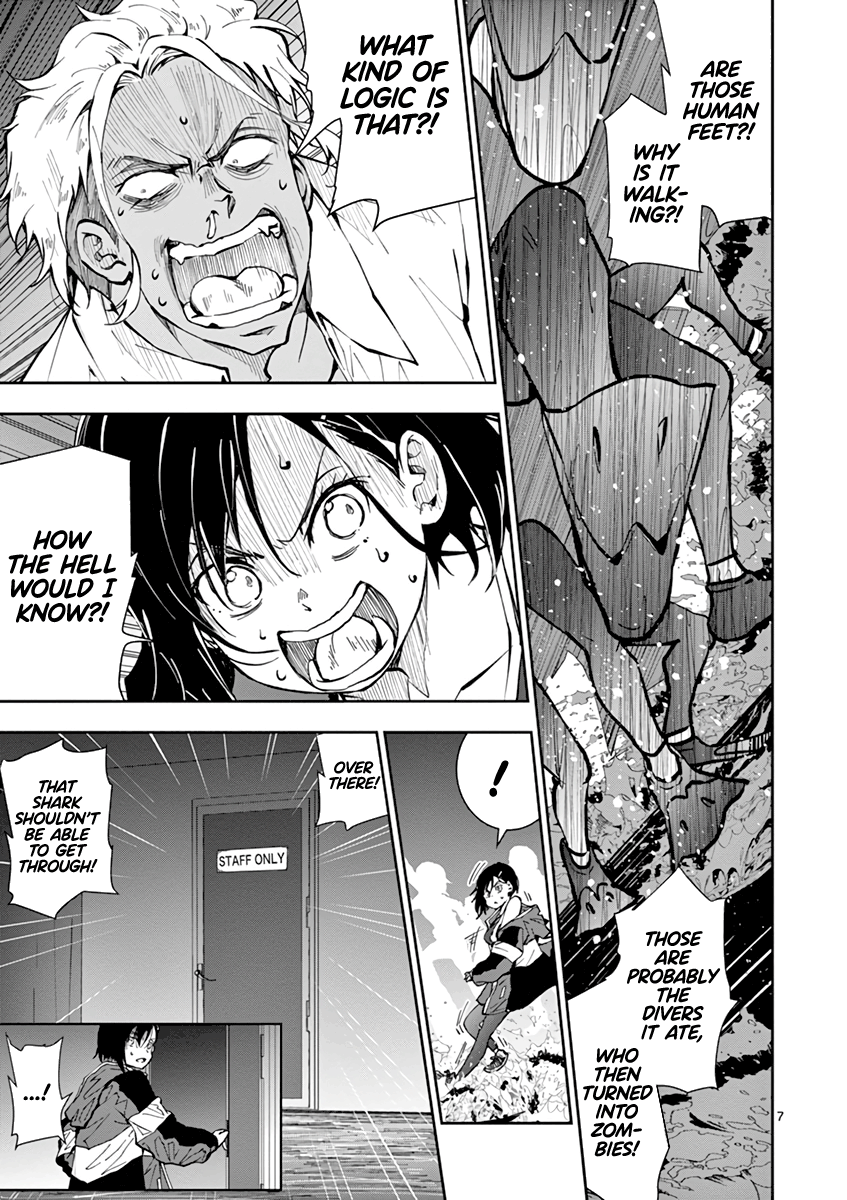 ARE
THOSE
HUMAN
FEET?!
WHY
IS IT
WALK-
ING?!
THOSE
ARE
PROBABLY
THE
DIVERS
IT ATE,
WHO
THEN
TURNED
INTO
ZOM-
BIES!
WHAT
KIND OF
LOGIC IS
THAT?!
HOW
THE HELL
WOULD I
KNOW?!
!
OVER
THERE!
STAFF ONLY
THAT
SHARK
SHOULDN'T
BE ABLE
TO GET
THROUGH!
....!
7